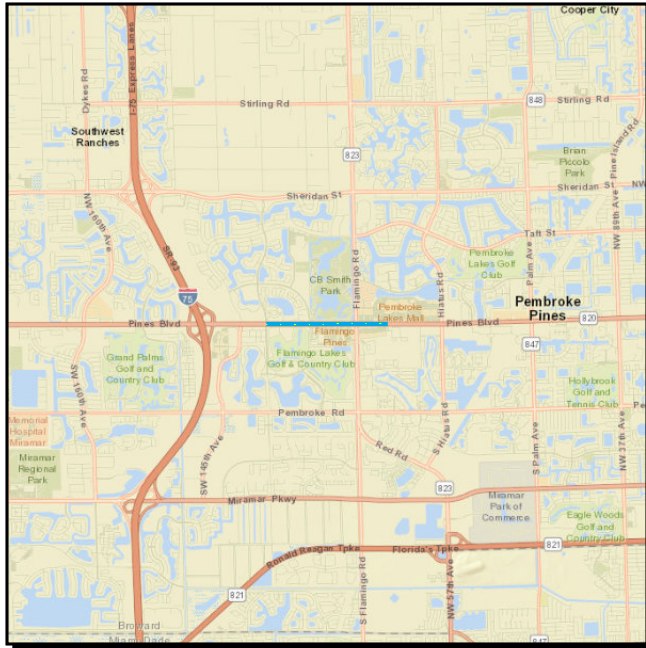 Cooper City
I-75 Express Lanes
Dykes Rd
Stirling Rd
848
Stirling Rd
Southwest
Ranches
823
Brian
Piccolo
Park
NW 89th Ave
Pine Island Rd
Sheridan St
Sheridan St
NW
NW 160th Ave
SR-93
Flamingo Rd
Hiatus Rd
Taft St
Palm Ave
Pembroke
Lakes Golf
Club
CB Smith
Park
75
Pembroke
Lakes Mall
Pembroke
Pines
Pines Blvd
Pines Blvd
820
Flamingo
Pines
847
Grand Palms
Golf and
Country Club
Flamingo Lakes
Golf & Country Club
SW 160th Ave
Hollybrook
Golf and
Tennis Club
Pembroke Rd
Pe
Memorial
Hospital
Miramar
SW 145th Ave
Red Rd
S Hiatus Rd
S Palm Ave
NW 37th Ave
Miramar
Regional
Park
823
Miramar Pkwy
Miramar
Park of
Commerce
Eagle Woods
Golf and
Country Club
Ronald Reagan Tpke
Florida's Tpke
821
821
S Flamingo Rd
NW 57th Ave
Broward
Miami-Dade
847